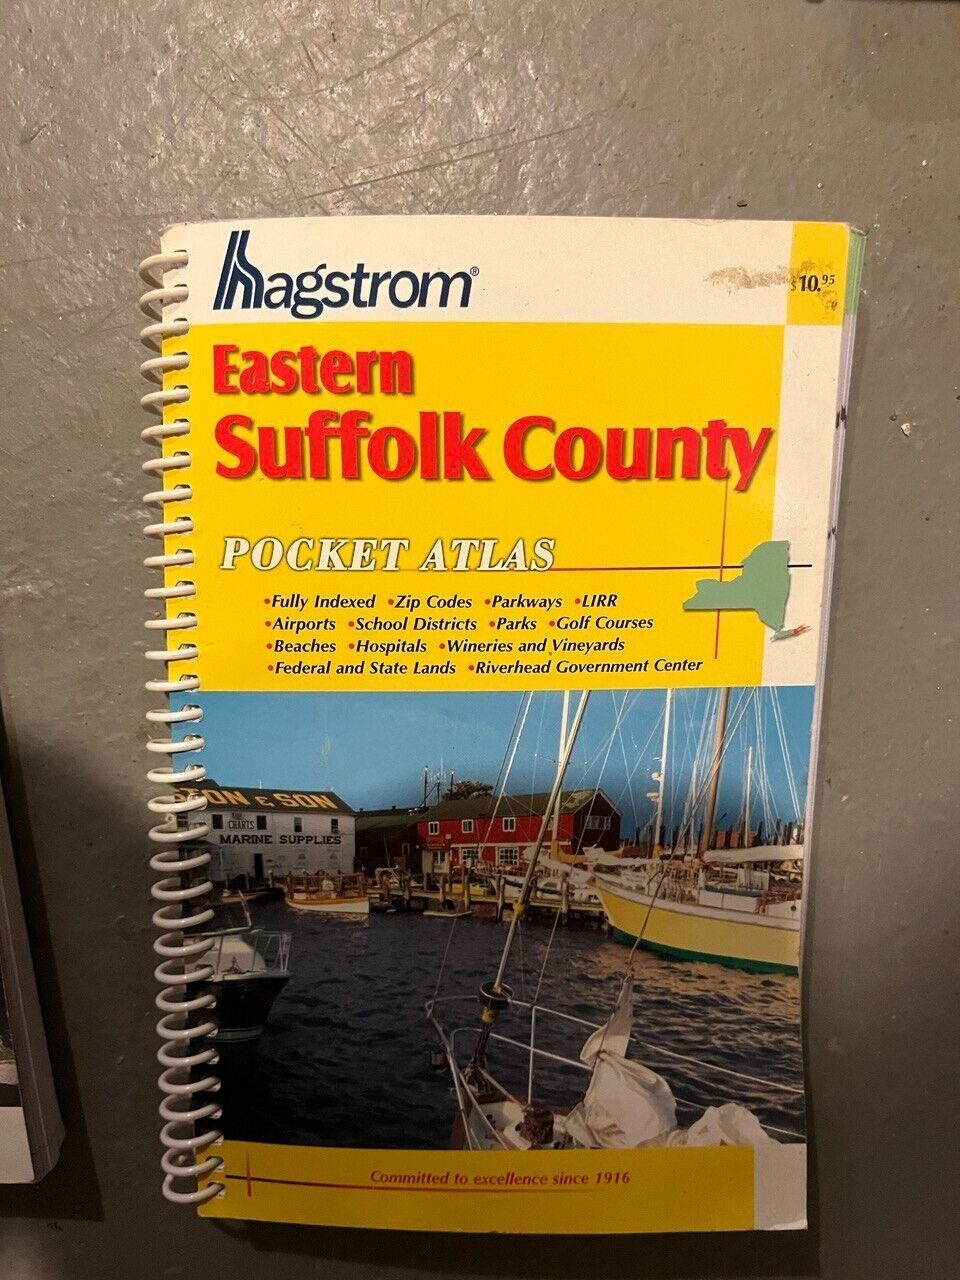 hagstrom®
$10.95
Eastern
Suffolk County
POCKET ATLAS
•Fully Indexed •Zip Codes •Parkways •LIRR
•Airports •School Districts •Parks •Golf Courses
•Beaches •Hospitals •Wineries and Vineyards
•Federal and State Lands •Riverhead Government Center
& SON
CHARTS
MARINE SUPPLIES
Committed to excellence since 1916